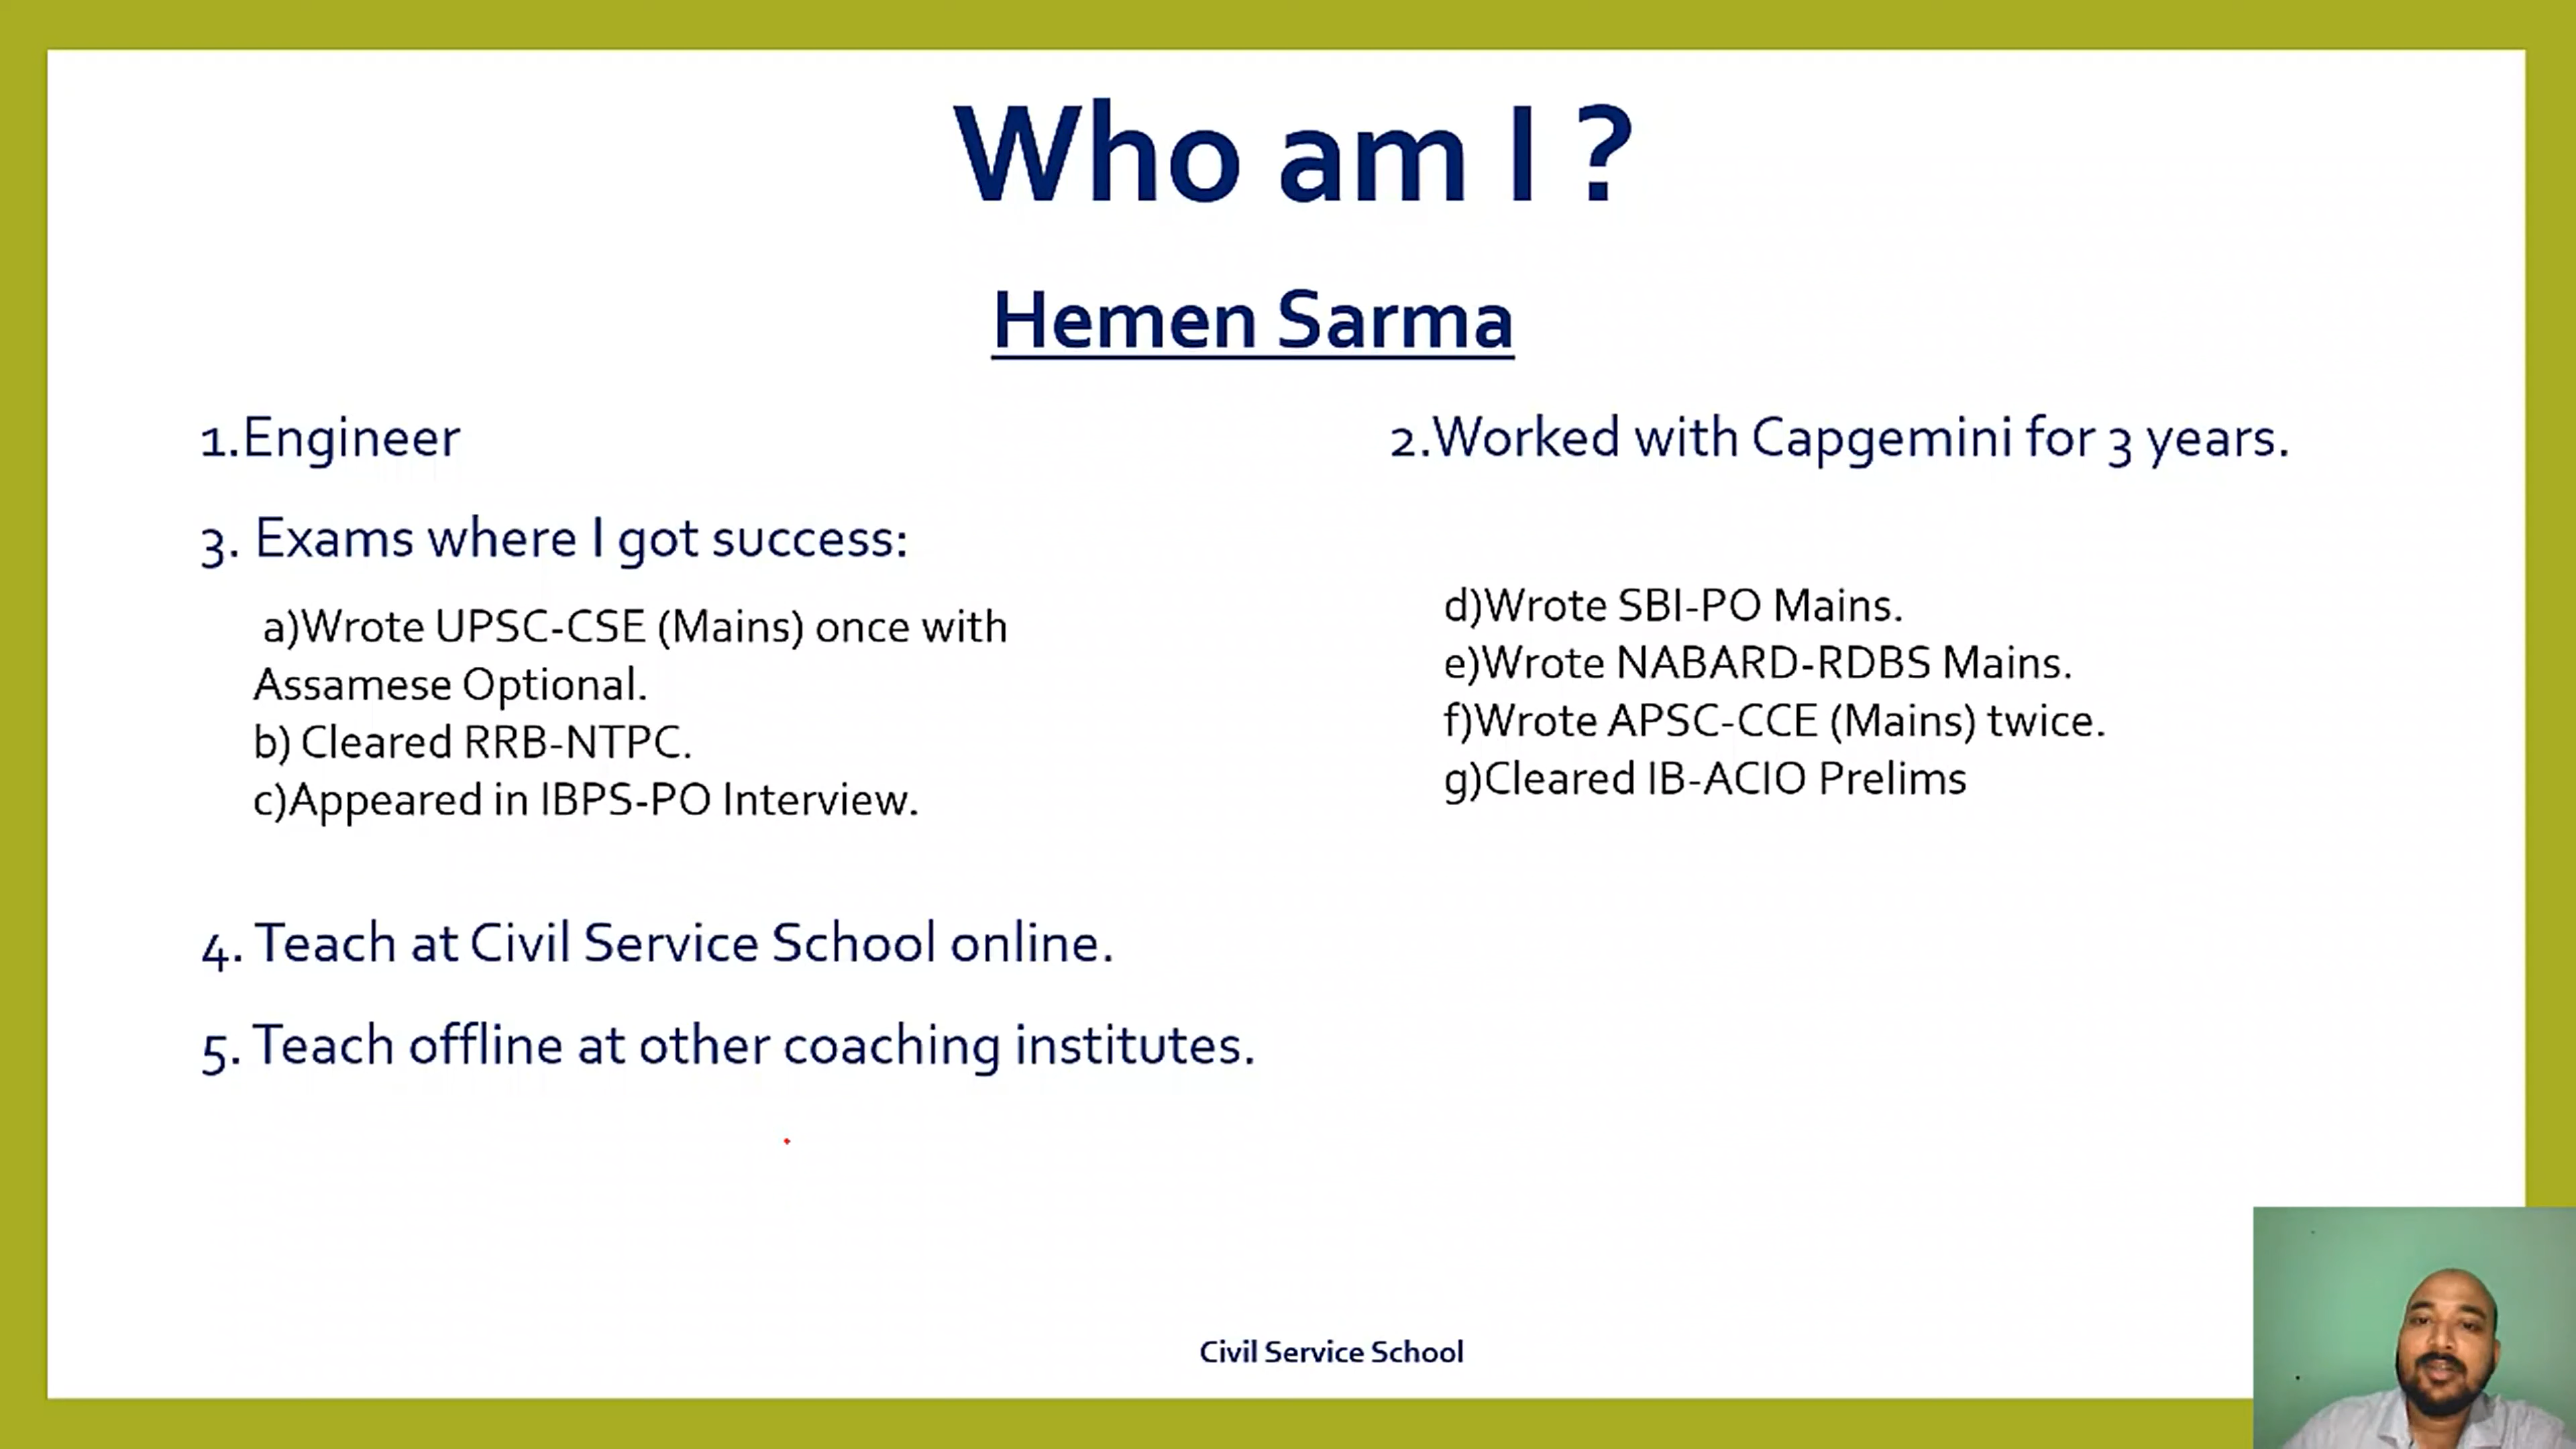 Who am I ?
Hemen Sarma
1.Engineer
2.Worked with Capgemini for 3 years.
3. Exams where I got success:
a)Wrote UPSC-CSE (Mains) once with
Assamese Optional.
b) Cleared RRB-NTPC.
c)Appeared in IBPS-PO Interview.
d)Wrote SBI-PO Mains.
e)Wrote NABARD-RDBS Mains.
f)Wrote APSC-CCE (Mains) twice.
g)Cleared IB-ACIO Prelims
4. Teach at Civil Service School online.
5. Teach offline at other coaching institutes.
Civil Service School